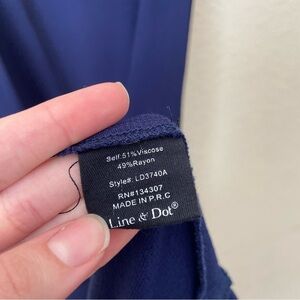 Self:51%Viscose
49%Rayon
Style#: LD3740A
RN#134307
MADE IN P.R.C
Line & Dot®